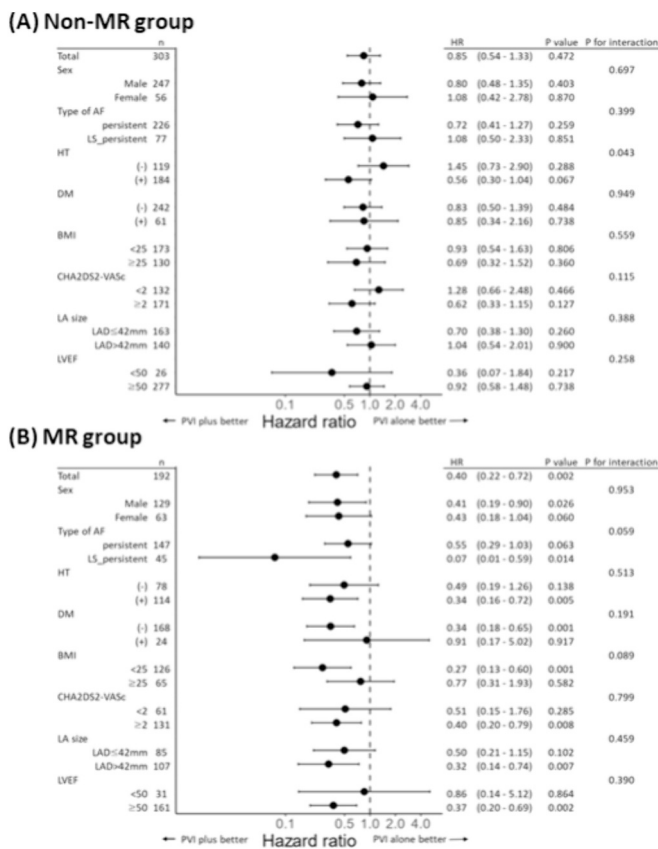 (A) Non-MR group
n HR P value P for interaction
Total 303 0.85 (0.54 - 1.33) 0.472
Sex 0.697
Male 247 0.80 (0.48 - 1.35) 0.403
Female 56 1.08 (0.42 - 2.78) 0.870
Type of AF 0.399
persistent 226 0.72 (0.41 - 1.27) 0.259
LS_persistent 77 1.08 (0.50 - 2.33) 0.851
HT 0.043
(-) 119 1.45 (0.73 - 2.90) 0.288
(+) 184 0.56 (0.30 - 1.04) 0.067
DM 0.949
(-) 242 0.83 (0.50 - 1.39) 0.484
(+) 61 0.85 (0.34 - 2.16) 0.738
BMI 0.559
<25 173 0.93 (0.54 - 1.63) 0.806
≥25 130 0.69 (0.32 - 1.52) 0.360
CHA2DS2-VASc 0.115
<2 132 1.28 (0.66 - 2.48) 0.466
≥2 171 0.62 (0.33 - 1.15) 0.127
LA size 0.388
LAD≤42mm 163 0.70 (0.38 - 1.30) 0.260
LAD>42mm 140 1.04 (0.54 - 2.01) 0.900
LVEF 0.258
<50 26 0.36 (0.07 - 1.84) 0.217
≥50 277 0.92 (0.58 - 1.48) 0.738
0.1 0.5 1.0 2.0 4.0
← PVI plus better Hazard ratio PVI alone better →
(B) MR group
n HR P value P for interaction
Total 192 0.40 (0.22 - 0.72) 0.002
Sex 0.953
Male 129 0.41 (0.19 - 0.90) 0.026
Female 63 0.43 (0.18 - 1.04) 0.060
Type of AF 0.059
persistent 147 0.55 (0.29 - 1.03) 0.063
LS_persistent 45 0.07 (0.01 - 0.59) 0.014
HT 0.513
(-) 78 0.49 (0.19 - 1.26) 0.138
(+) 114 0.34 (0.16 - 0.72) 0.005
DM 0.191
(-) 168 0.34 (0.18 - 0.65) 0.001
(+) 24 0.91 (0.17 - 5.02) 0.917
BMI 0.089
<25 126 0.27 (0.13 - 0.60) 0.001
≥25 65 0.77 (0.31 - 1.93) 0.582
CHA2DS2-VASc 0.799
<2 61 0.51 (0.15 - 1.76) 0.285
≥2 131 0.40 (0.20 - 0.79) 0.008
LA size 0.459
LAD≤42mm 85 0.50 (0.21 - 1.15) 0.102
LAD>42mm 107 0.32 (0.14 - 0.74) 0.007
LVEF 0.390
<50 31 0.86 (0.14 - 5.12) 0.864
≥50 161 0.37 (0.20 - 0.69) 0.002
0.1 0.5 1.0 2.0 4.0
← PVI plus better Hazard ratio PVI alone better →